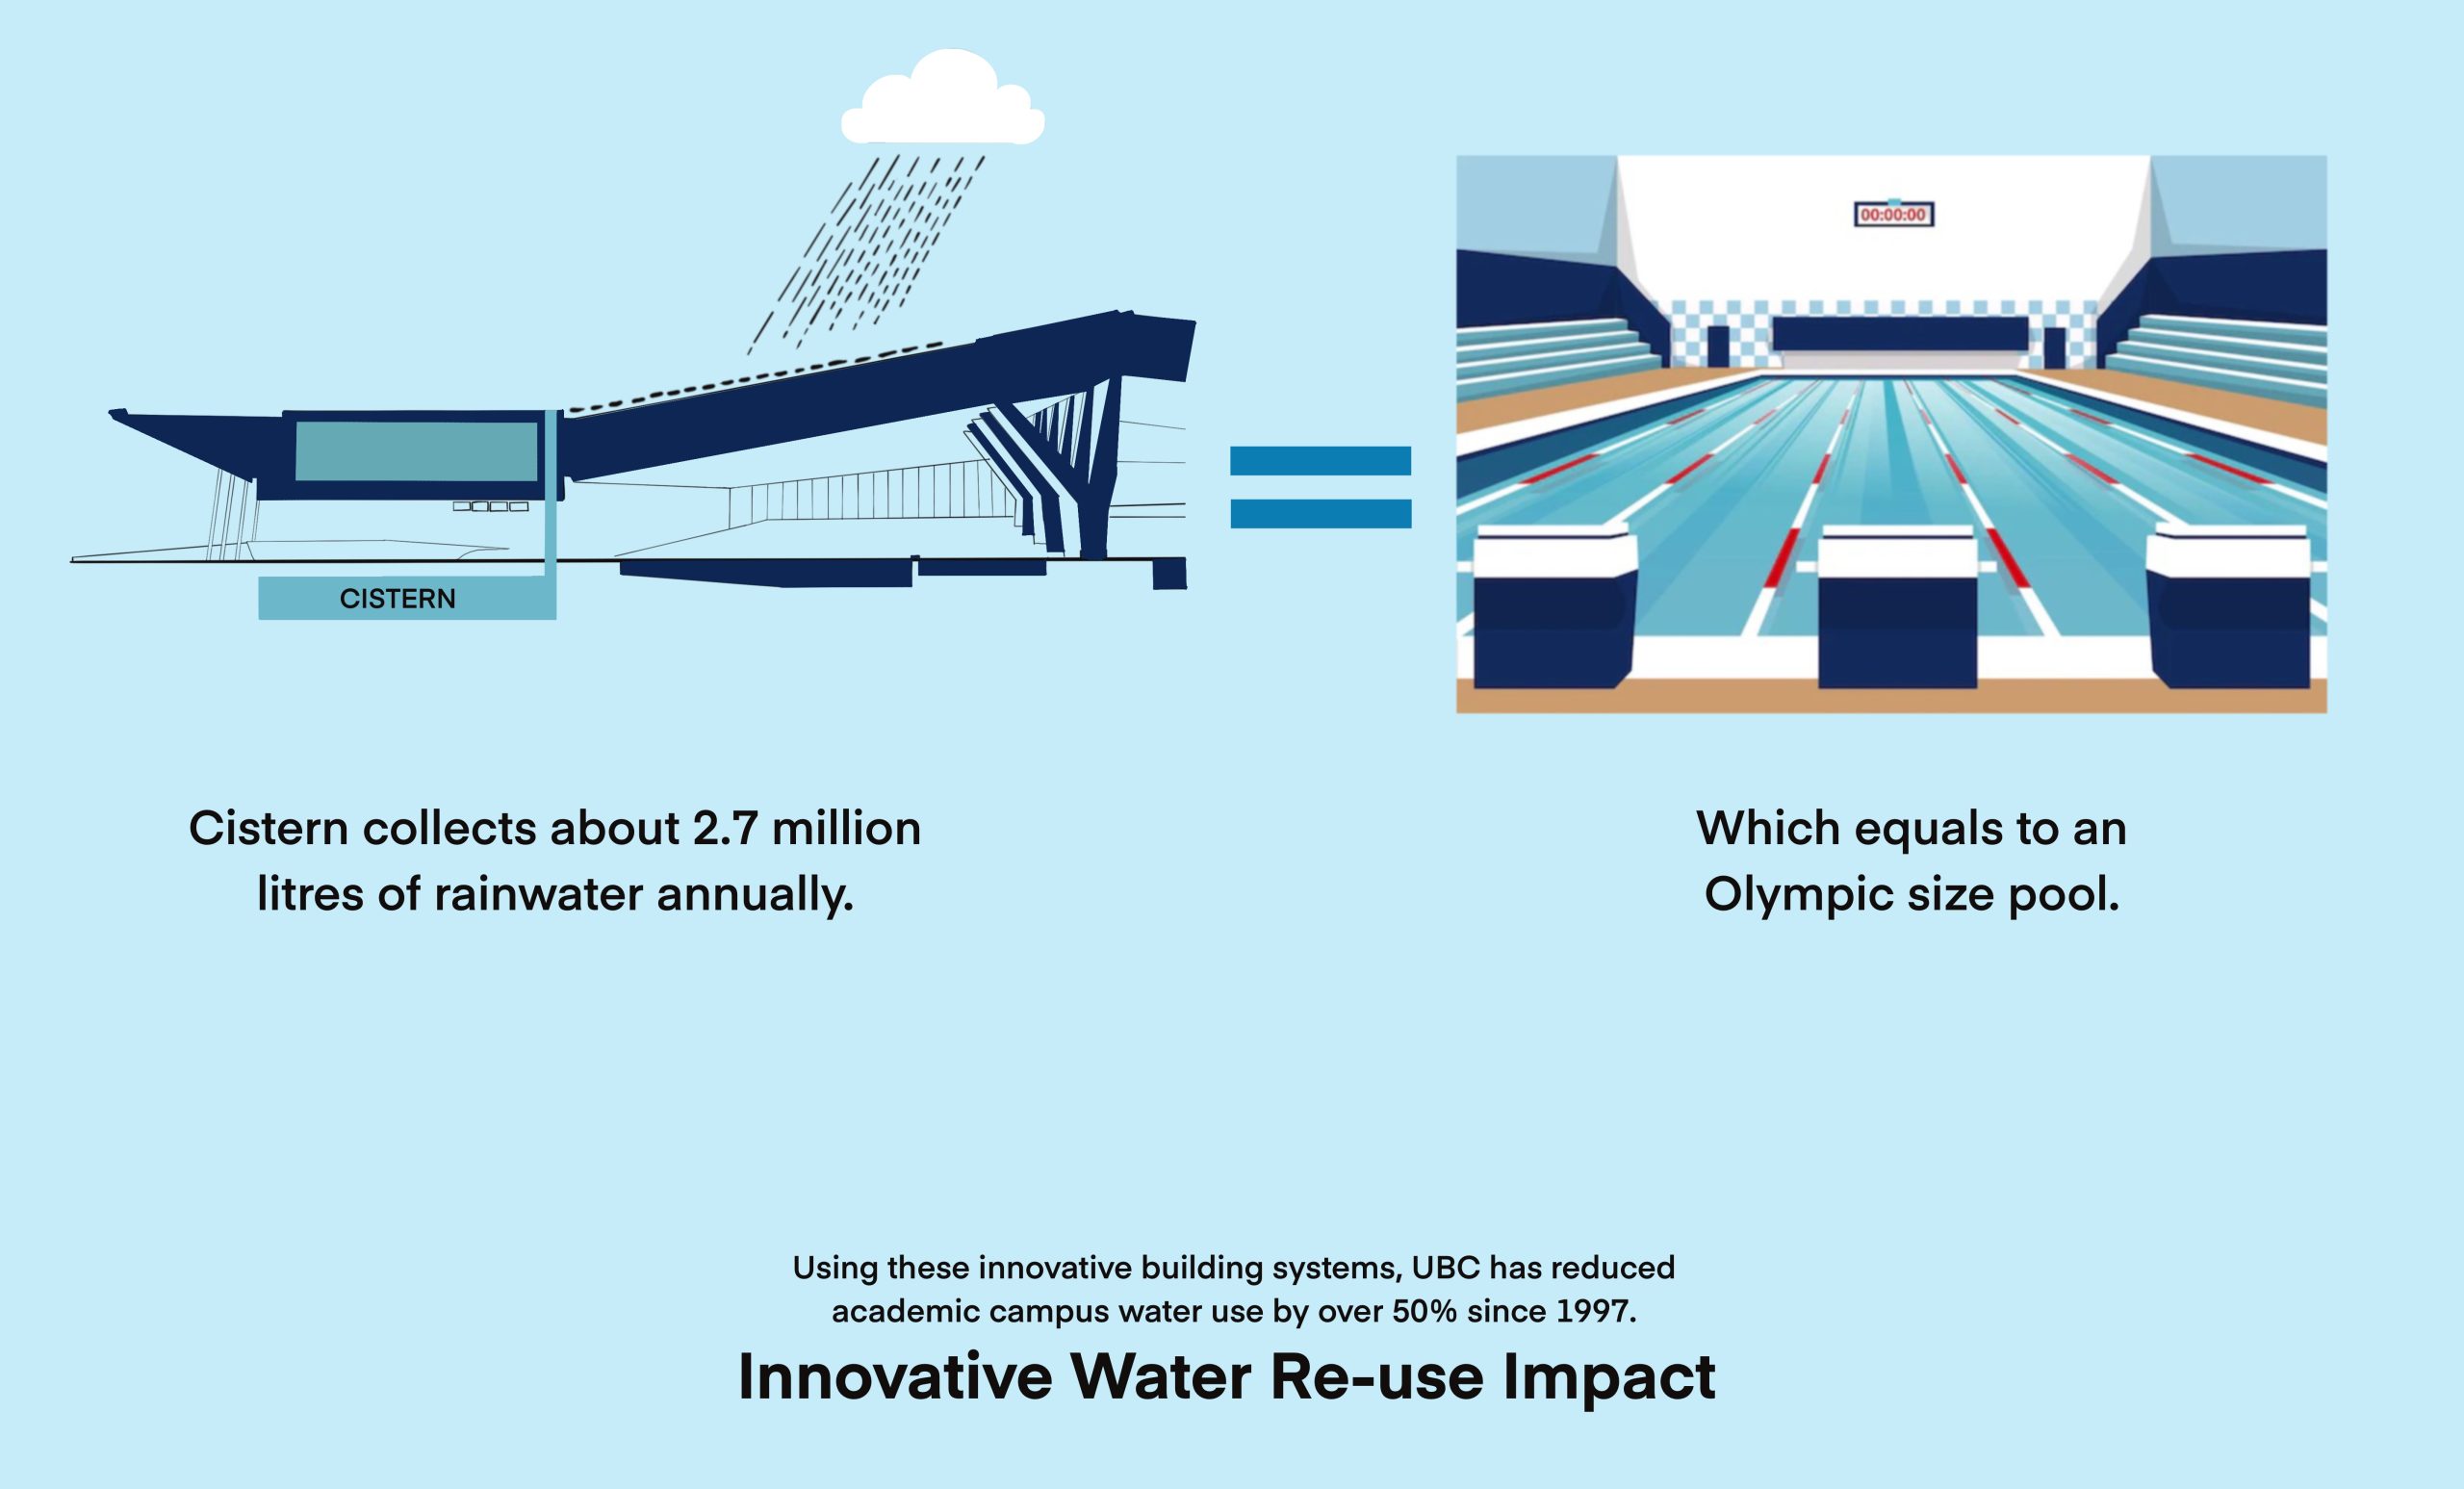 00:00:00
CISTERN
Cistern collects about 2.7 million
litres of rainwater annually.
Which equals to an
Olympic size pool.
Using these innovative building systems, UBC has reduced
academic campus water use by over 50% since 1997.
Innovative Water Re-use Impact